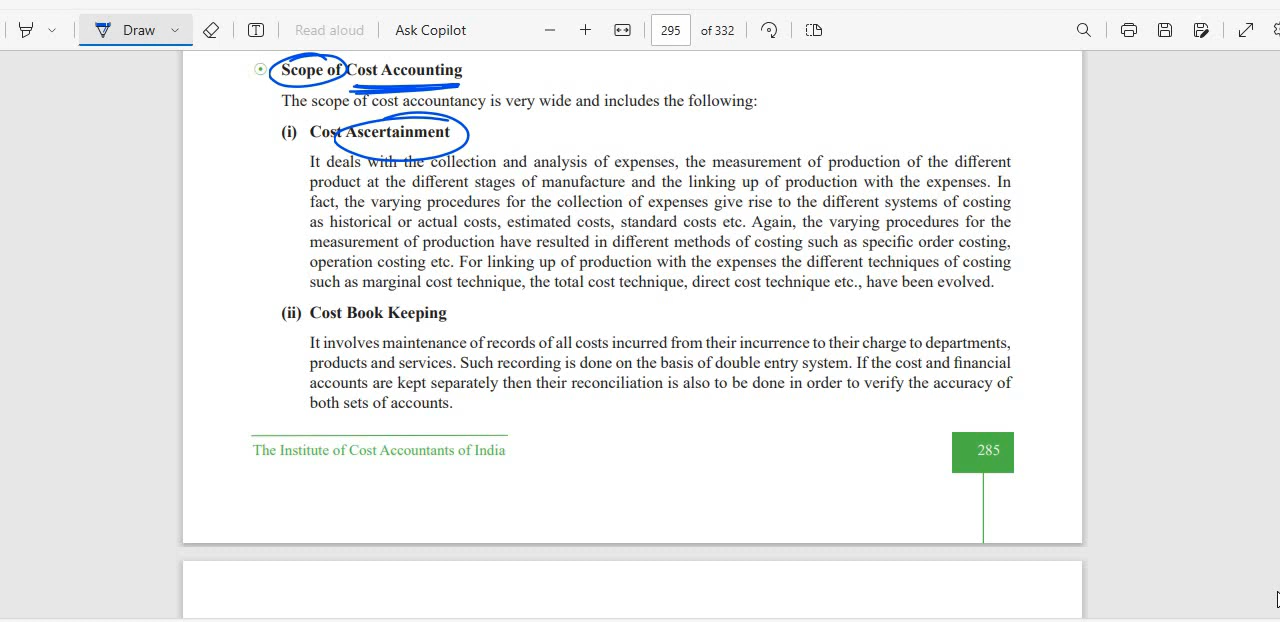 Draw
Read aloud
Ask Copilot
295
of 332
Scope of Cost Accounting
The scope of cost accountancy is very wide and includes the following:
(i) Cost Ascertainment
It deals with the collection and analysis of expenses, the measurement of production of the different
product at the different stages of manufacture and the linking up of production with the expenses. In
fact, the varying procedures for the collection of expenses give rise to the different systems of costing
as historical or actual costs, estimated costs, standard costs etc. Again, the varying procedures for the
measurement of production have resulted in different methods of costing such as specific order costing,
operation costing etc. For linking up of production with the expenses the different techniques of costing
such as marginal cost technique, the total cost technique, direct cost technique etc., have been evolved.
(ii) Cost Book Keeping
It involves maintenance of records of all costs incurred from their incurrence to their charge to departments,
products and services. Such recording is done on the basis of double entry system. If the cost and financial
accounts are kept separately then their reconciliation is also to be done in order to verify the accuracy of
both sets of accounts.
The Institute of Cost Accountants of India
285